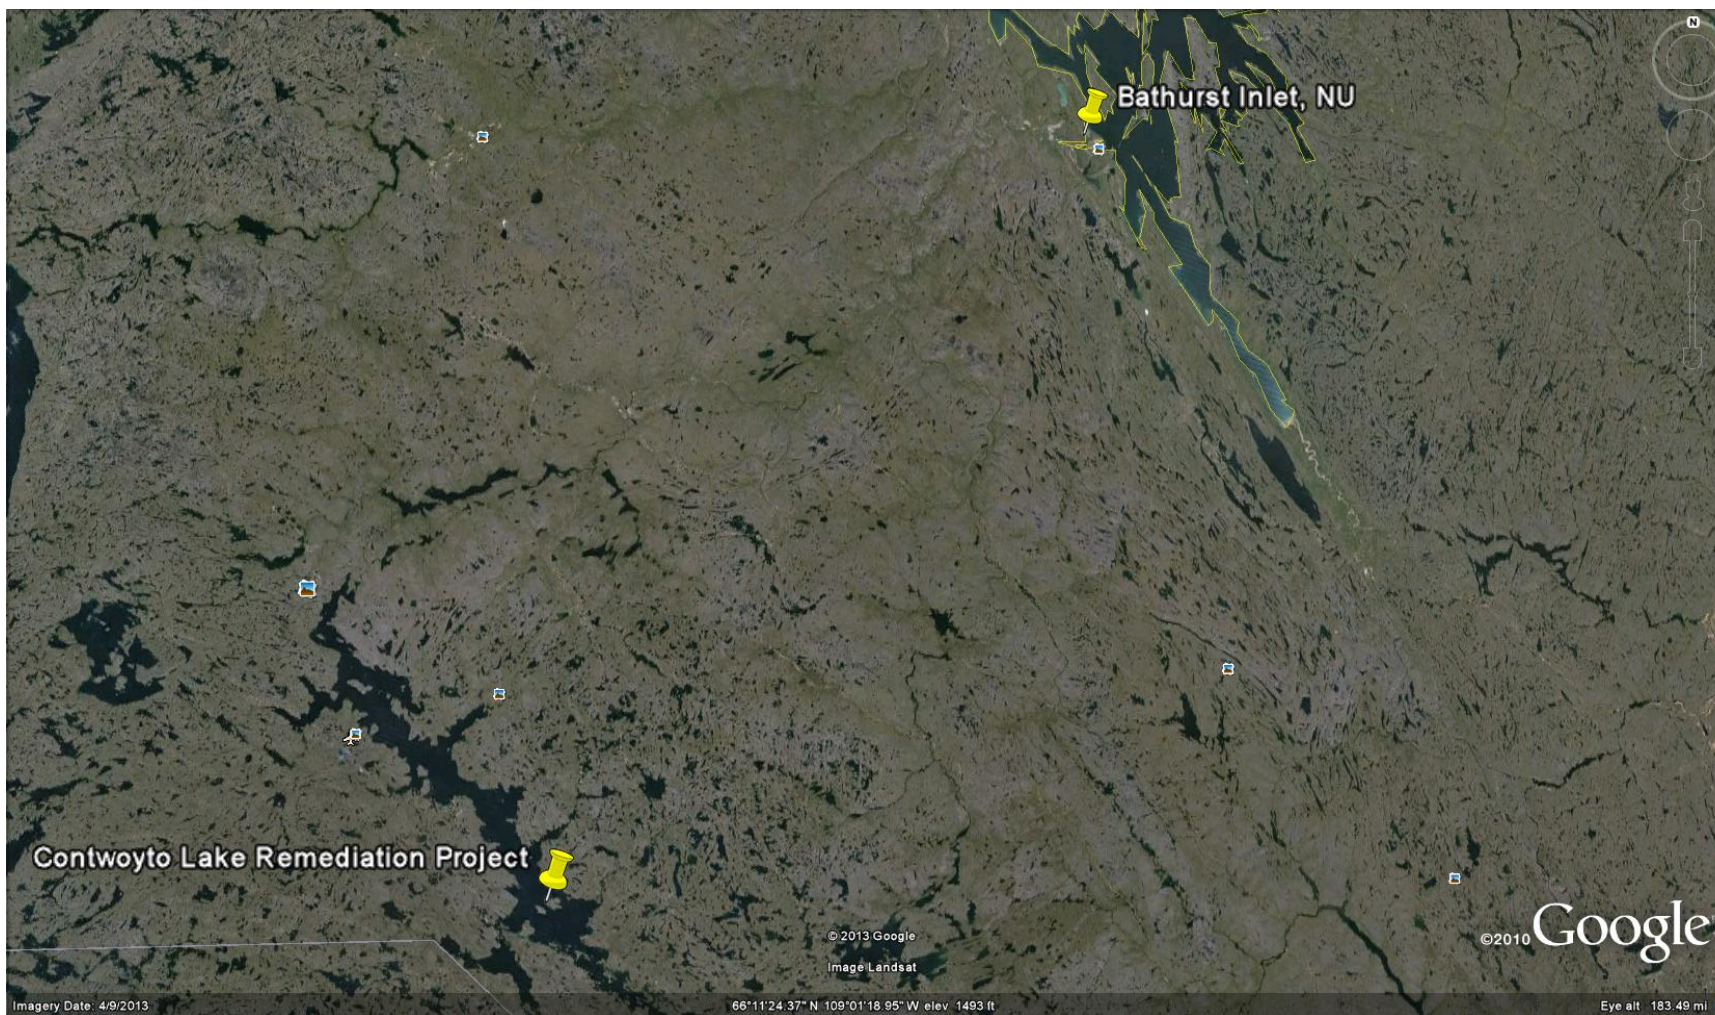 N
Bathurst Inlet, NU
Contwoyto Lake Remediation Project
© 2013 Google
Image Landsat
©2010 Google
Imagery Date: 4/9/2013
66°11'24.37" N 109°01'18.95" W elev 1493 ft
Eye alt 183.49 mi